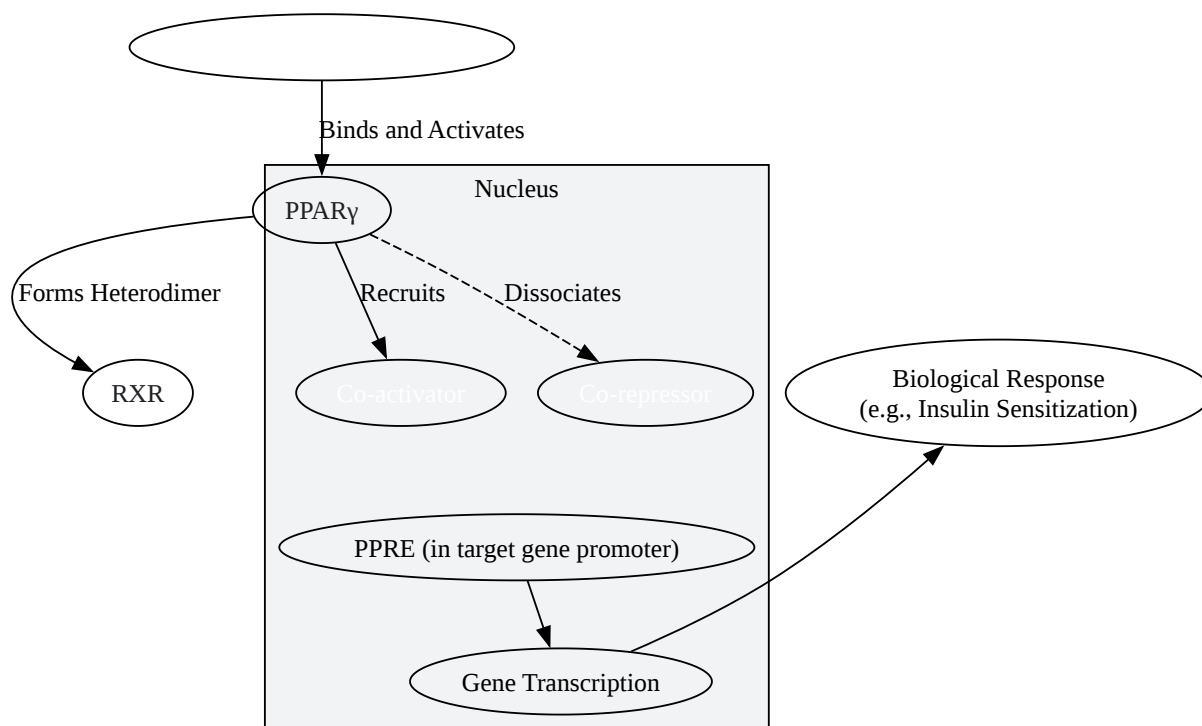 Binds and Activates
Nucleus
PPARγ
Forms Heterodimer
Recruits
Dissociates
RXR
Co-activator
Co-repressor
Biological Response
(e.g., Insulin Sensitization)
PPRE (in target gene promoter)
Gene Transcription